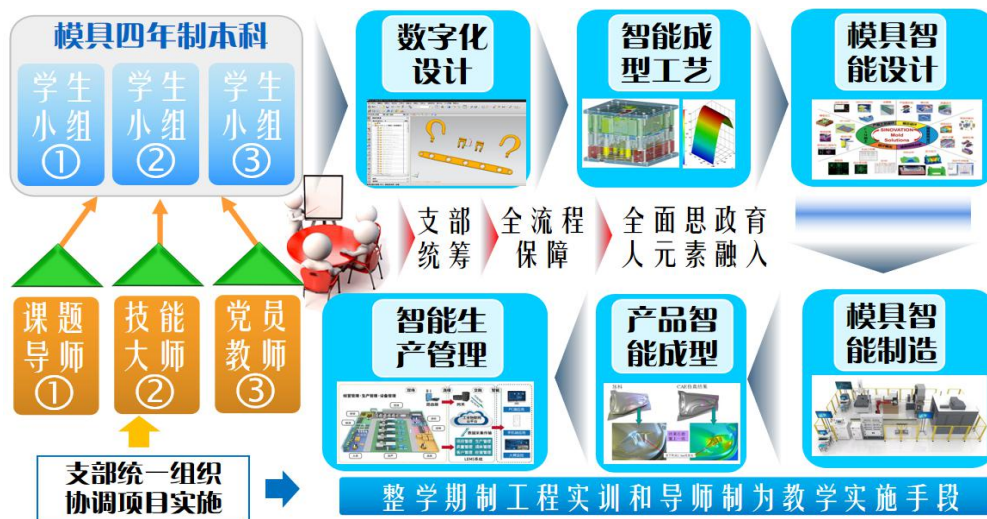 模具四年制本科
学生
小组
①
学生
小组
②
学生
小组
③
数字化
设计
智能成
型工艺
模具智
能设计
SINOVATION
Mold
Solutions
支部
统筹
全流程
保障
全面思政育
人元素融入
课题
导师
①
技能
大师
②
党员
教师
③
智能生
产管理
产品智
能成型
模具智
能制造
支部统一组织
协调项目实施
整学期制工程实训和导师制为教学实施手段